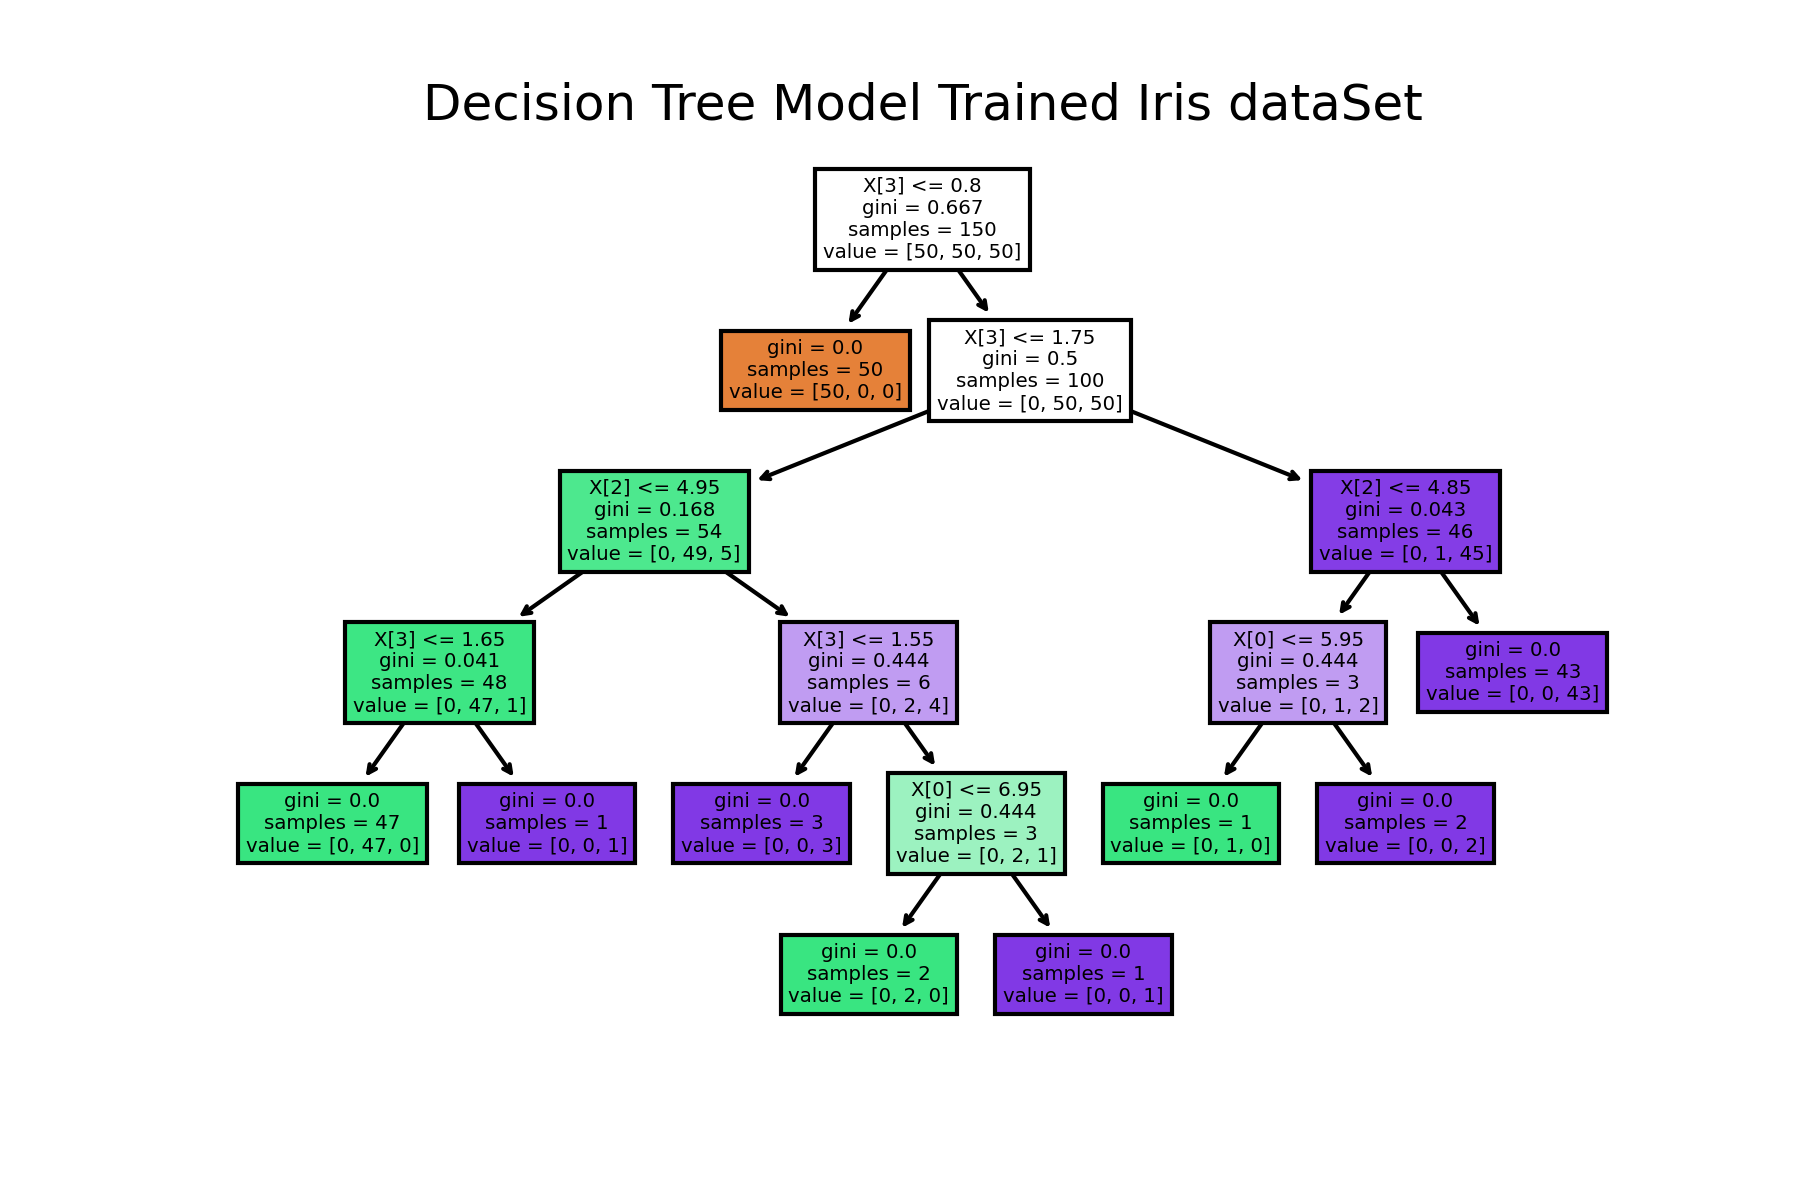 Decision Tree Model Trained Iris dataSet
X[3] <= 0.8
gini = 0.667
samples = 150
value = [50, 50, 50]
gini = 0.0
samples = 50
value = [50, 0, 0]
X[3] <= 1.75
gini = 0.5
samples = 100
value = [0, 50, 50]
X[2] <= 4.95
gini = 0.168
samples = 54
value = [0, 49, 5]
X[2] <= 4.85
gini = 0.043
samples = 46
value = [0, 1, 45]
X[3] <= 1.65
gini = 0.041
samples = 48
value = [0, 47, 1]
X[3] <= 1.55
gini = 0.444
samples = 6
value = [0, 2, 4]
X[0] <= 5.95
gini = 0.444
samples = 3
value = [0, 1, 2]
gini = 0.0
samples = 43
value = [0, 0, 43]
gini = 0.0
samples = 47
value = [0, 47, 0]
gini = 0.0
samples = 1
value = [0, 0, 1]
gini = 0.0
samples = 3
value = [0, 0, 3]
X[0] <= 6.95
gini = 0.444
samples = 3
value = [0, 2, 1]
gini = 0.0
samples = 1
value = [0, 1, 0]
gini = 0.0
samples = 2
value = [0, 0, 2]
gini = 0.0
samples = 2
value = [0, 2, 0]
gini = 0.0
samples = 1
value = [0, 0, 1]